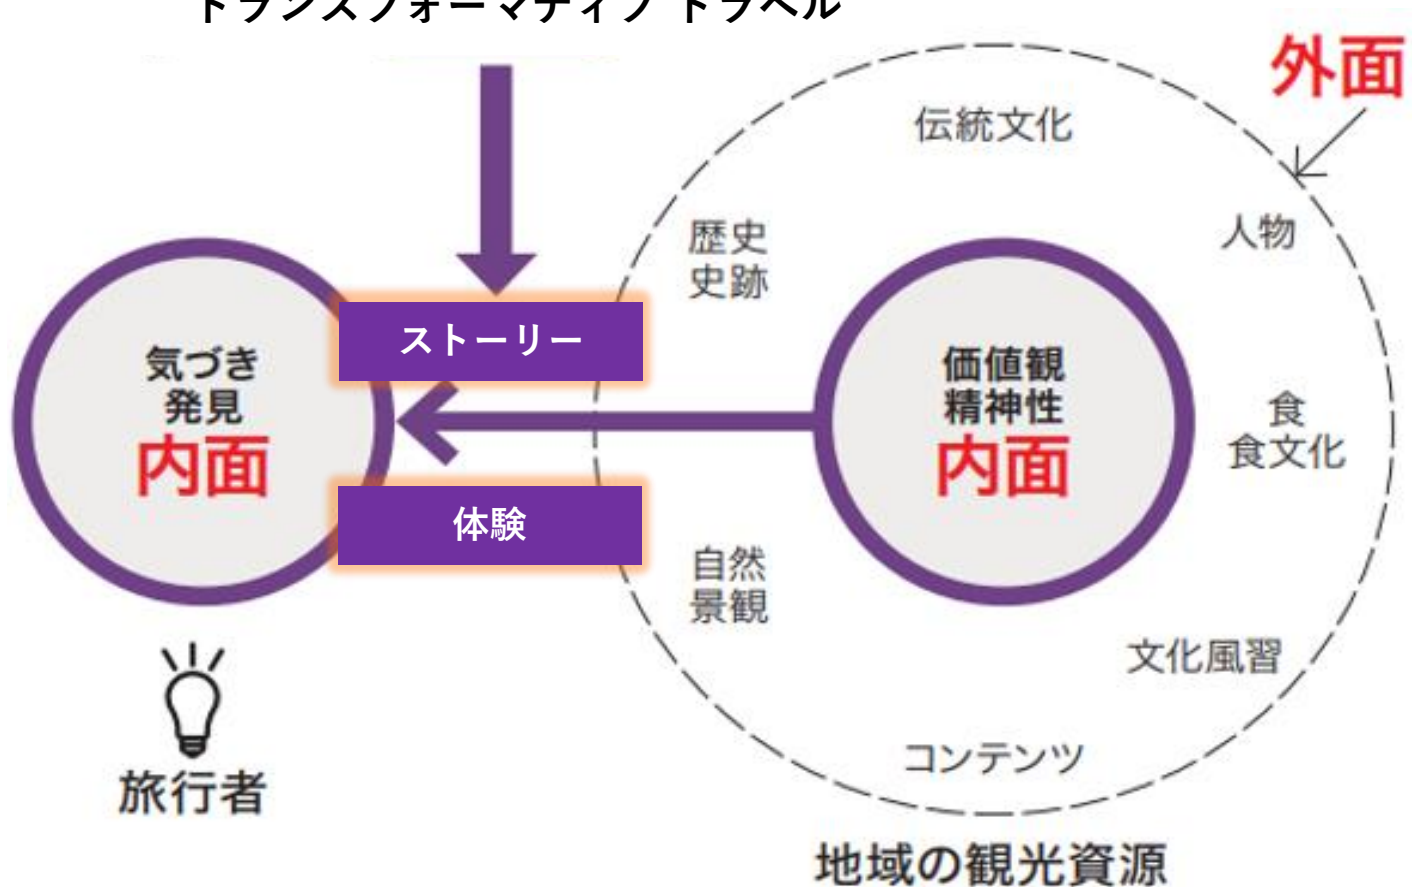 トランスフォーマティブ トラベル
外面
伝統文化
人物
歴史
史跡
ストーリー
気づき
発見
内面
価値観
精神性
内面
食
食文化
体験
自然
景観
文化風習
コンテンツ
旅行者
地域の観光資源